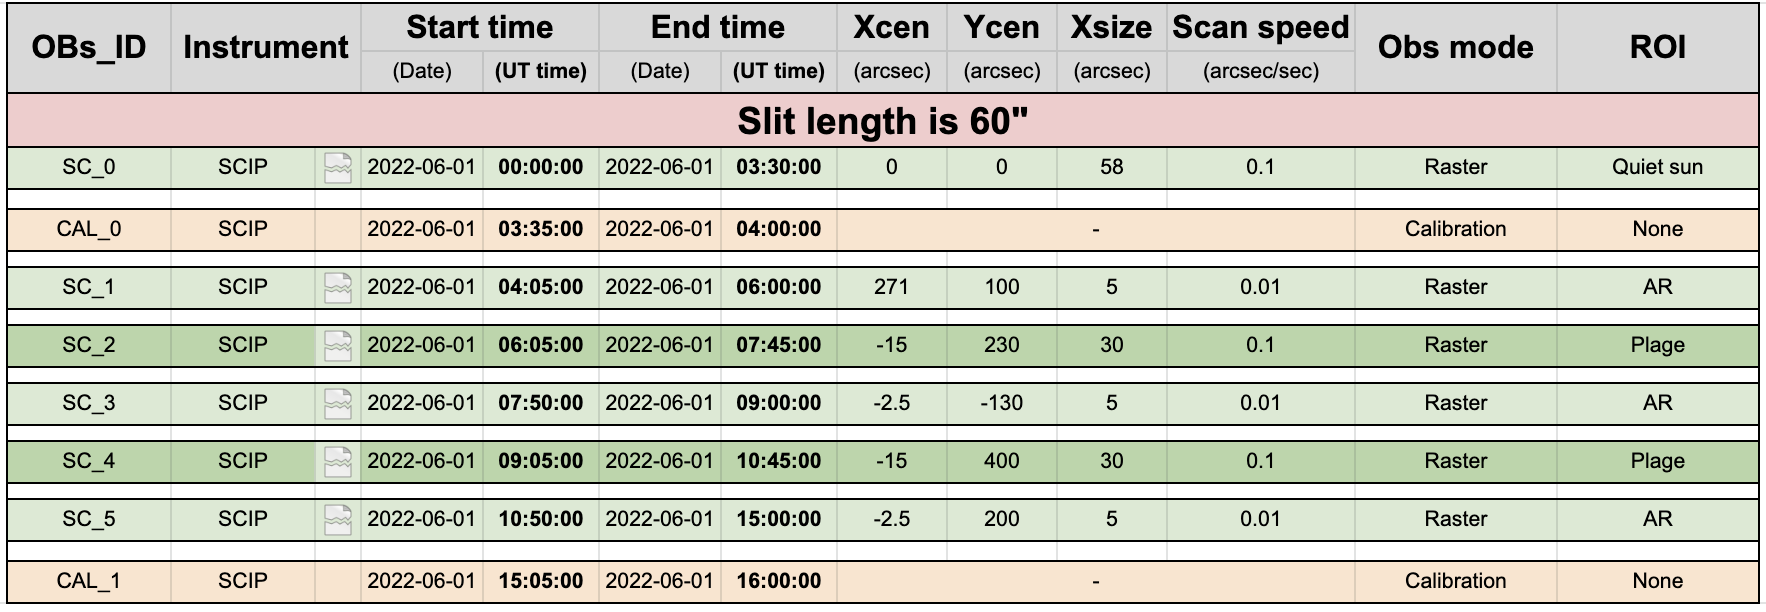 OBs_ID Instrument Start time End time Xcen Ycen Xsize Scan speed Obs mode ROI
(Date) (UT time) (Date) (UT time) (arcsec) (arcsec) (arcsec) (arcsec/sec)
Slit length is 60"
SC_0 SCIP 2022-06-01 00:00:00 2022-06-01 03:30:00 0 0 58 0.1 Raster Quiet sun
CAL_0 SCIP 2022-06-01 03:35:00 2022-06-01 04:00:00 - Calibration None
SC_1 SCIP 2022-06-01 04:05:00 2022-06-01 06:00:00 271 100 5 0.01 Raster AR
SC_2 SCIP 2022-06-01 06:05:00 2022-06-01 07:45:00 -15 230 30 0.1 Raster Plage
SC_3 SCIP 2022-06-01 07:50:00 2022-06-01 09:00:00 -2.5 -130 5 0.01 Raster AR
SC_4 SCIP 2022-06-01 09:05:00 2022-06-01 10:45:00 -15 400 30 0.1 Raster Plage
SC_5 SCIP 2022-06-01 10:50:00 2022-06-01 15:00:00 -2.5 200 5 0.01 Raster AR
CAL_1 SCIP 2022-06-01 15:05:00 2022-06-01 16:00:00 - Calibration None